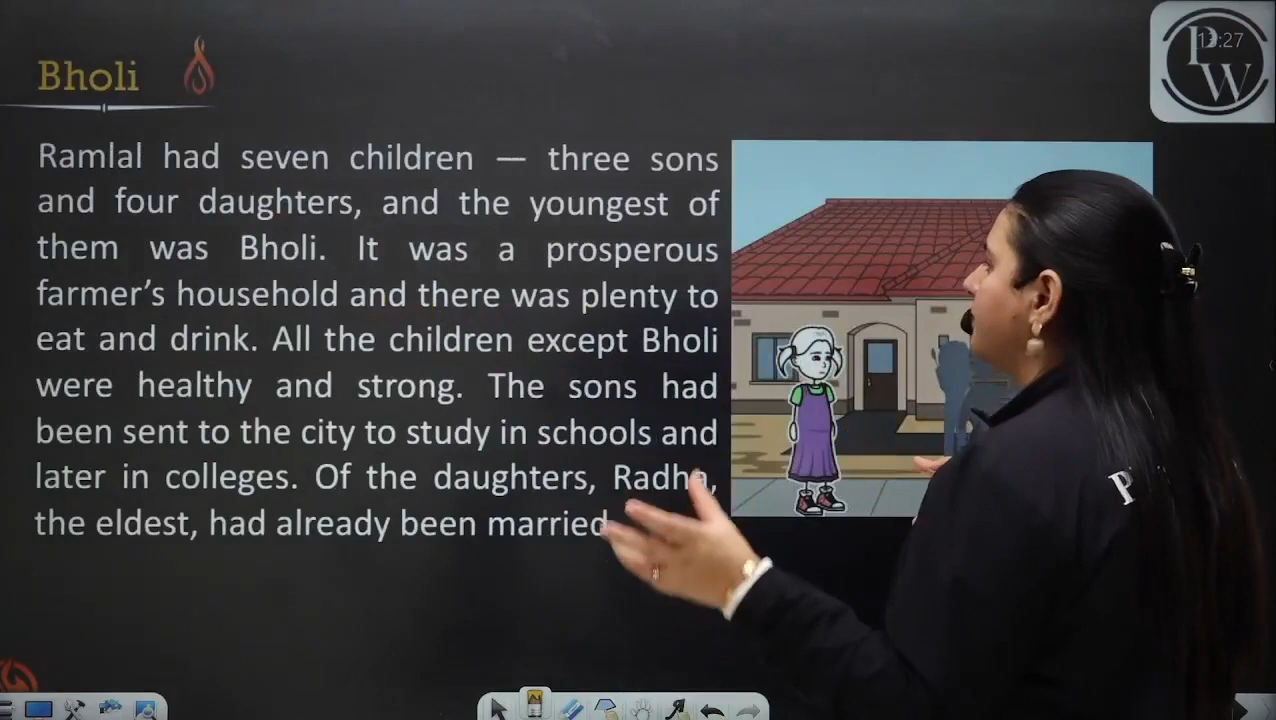 Bholi
13:27
P
W
Ramlal had seven children — three sons
and four daughters, and the youngest of
them was Bholi. It was a prosperous
farmer's household and there was plenty to
eat and drink. All the children except Bholi
were healthy and strong. The sons had
been sent to the city to study in schools and
later in colleges. Of the daughters, Radha,
the eldest, had already been married
P